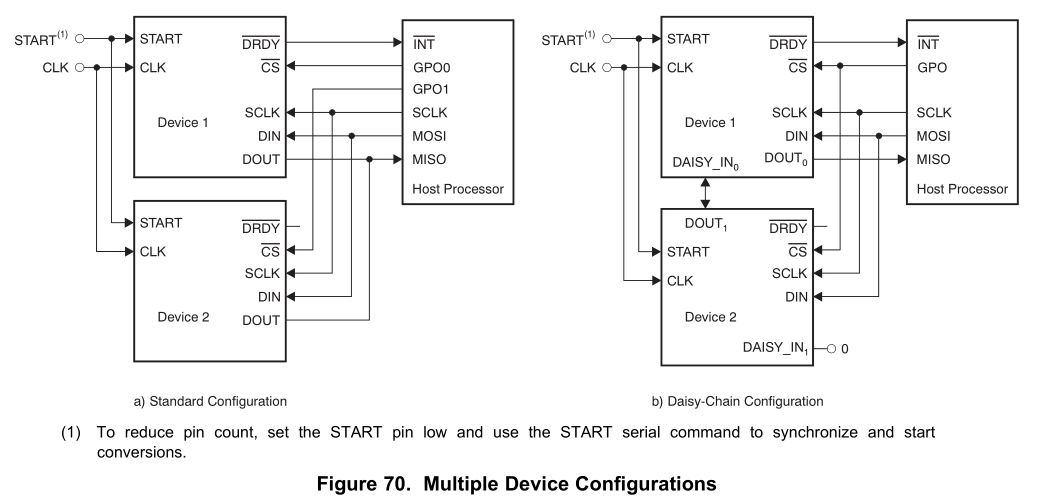 START(1)
CLK
START
CLK
DRDY
CS
SCLK
DIN
DOUT
Device 1
INT
GPO0
GPO1
SCLK
MOSI
MISO
Host Processor
START
CLK
DRDY
CS
SCLK
DIN
DOUT
Device 2
a) Standard Configuration
START(1)
CLK
START
CLK
DRDY
CS
SCLK
DIN
DOUT0
Device 1
DAISY_IN0
INT
GPO
SCLK
MOSI
MISO
Host Processor
DOUT1
START
CLK
DRDY
CS
SCLK
DIN
Device 2
DAISY_IN1
0
b) Daisy-Chain Configuration
(1) To reduce pin count, set the START pin low and use the START serial command to synchronize and start
conversions.
Figure 70. Multiple Device Configurations